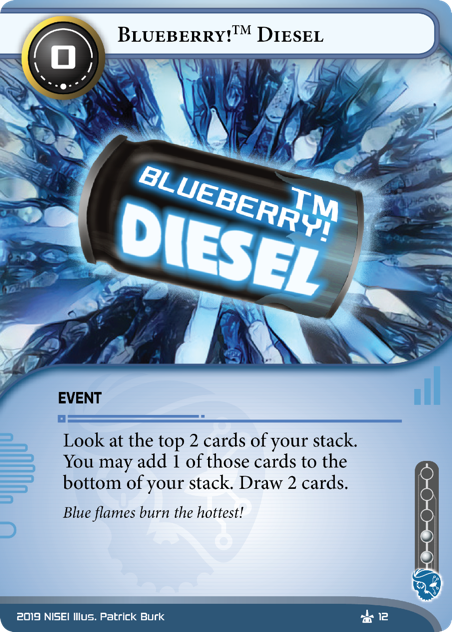 0
BLUEBERRY!™ DIESEL
BLUEBERRY!
TM
DIESEL
EVENT
Look at the top 2 cards of your stack.
You may add 1 of those cards to the
bottom of your stack. Draw 2 cards.
Blue flames burn the hottest!
2019 NISEI Illus. Patrick Burk
12